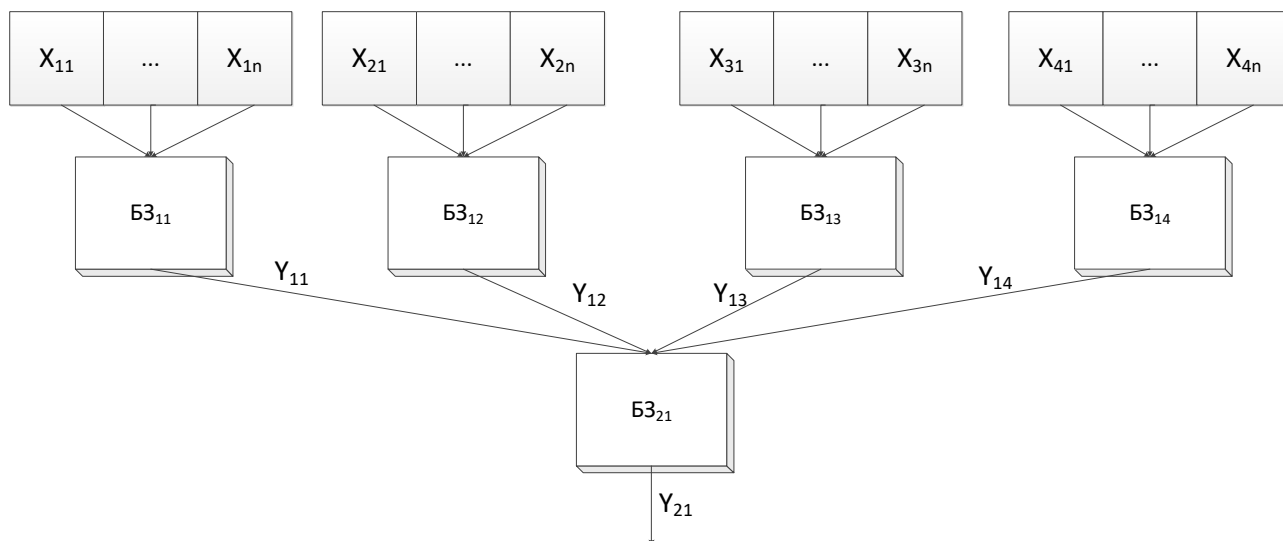 X₁₁ ... X₁ₙ X₂₁ ... X₂ₙ X₃₁ ... X₃ₙ X₄₁ ... X₄ₙ
БЗ₁₁ БЗ₁₂ БЗ₁₃ БЗ₁₄
Y₁₁ Y₁₂ Y₁₃ Y₁₄
БЗ₂₁
Y₂₁